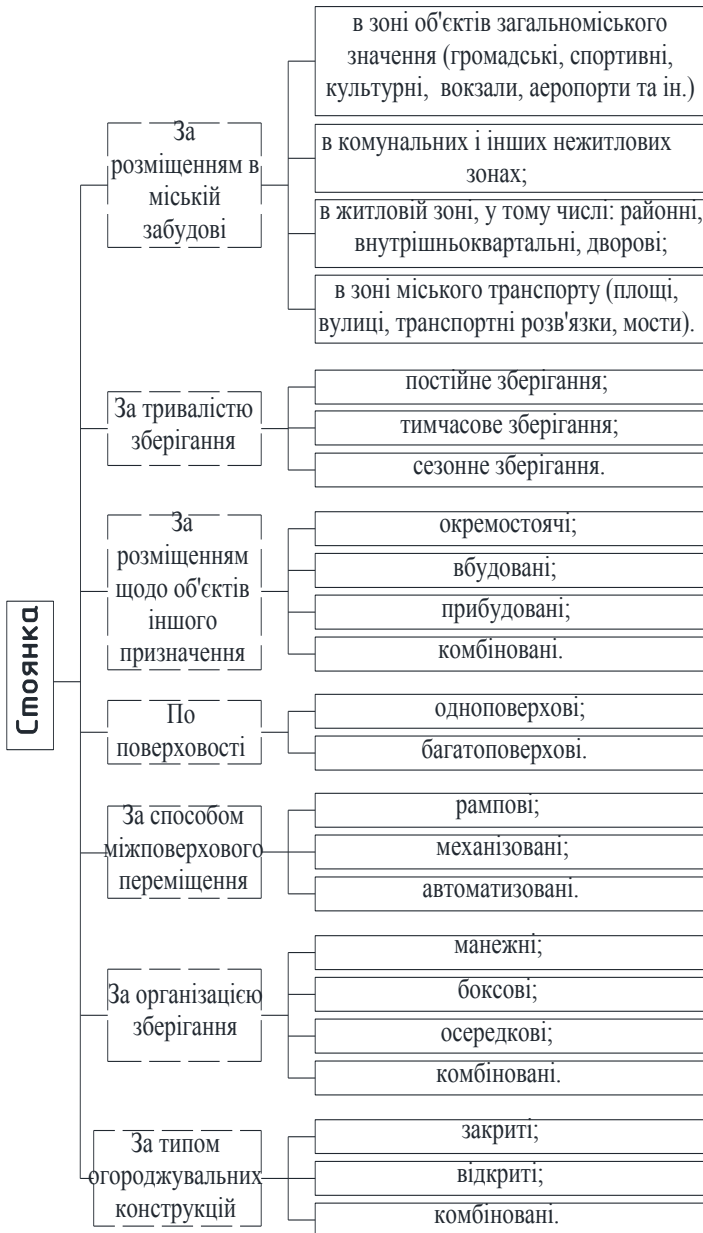 Стоянка
За
розміщенням в
міській
забудові
в зоні об'єктів загальноміського
значення (громадські, спортивні,
культурні, вокзали, аеропорти та ін.)
в комунальних і інших нежитлових
зонах;
в житловій зоні, у тому числі: районні,
внутрішньоквартальні, дворові;
в зоні міського транспорту (площі,
вулиці, транспортні розв'язки, мости).
За тривалістю
зберігання
постійне зберігання;
тимчасове зберігання;
сезонне зберігання.
За
розміщенням
щодо об'єктів
іншого
призначення
окремостоячі;
вбудовані;
прибудовані;
комбіновані.
По
поверховості
одноповерхові;
багатоповерхові.
За способом
міжповерхового
переміщення
рампові;
механізовані;
автоматизовані.
За організацією
зберігання
манежні;
боксові;
осередкові;
комбіновані.
За типом
огороджувальних
конструкцій
закриті;
відкриті;
комбіновані.